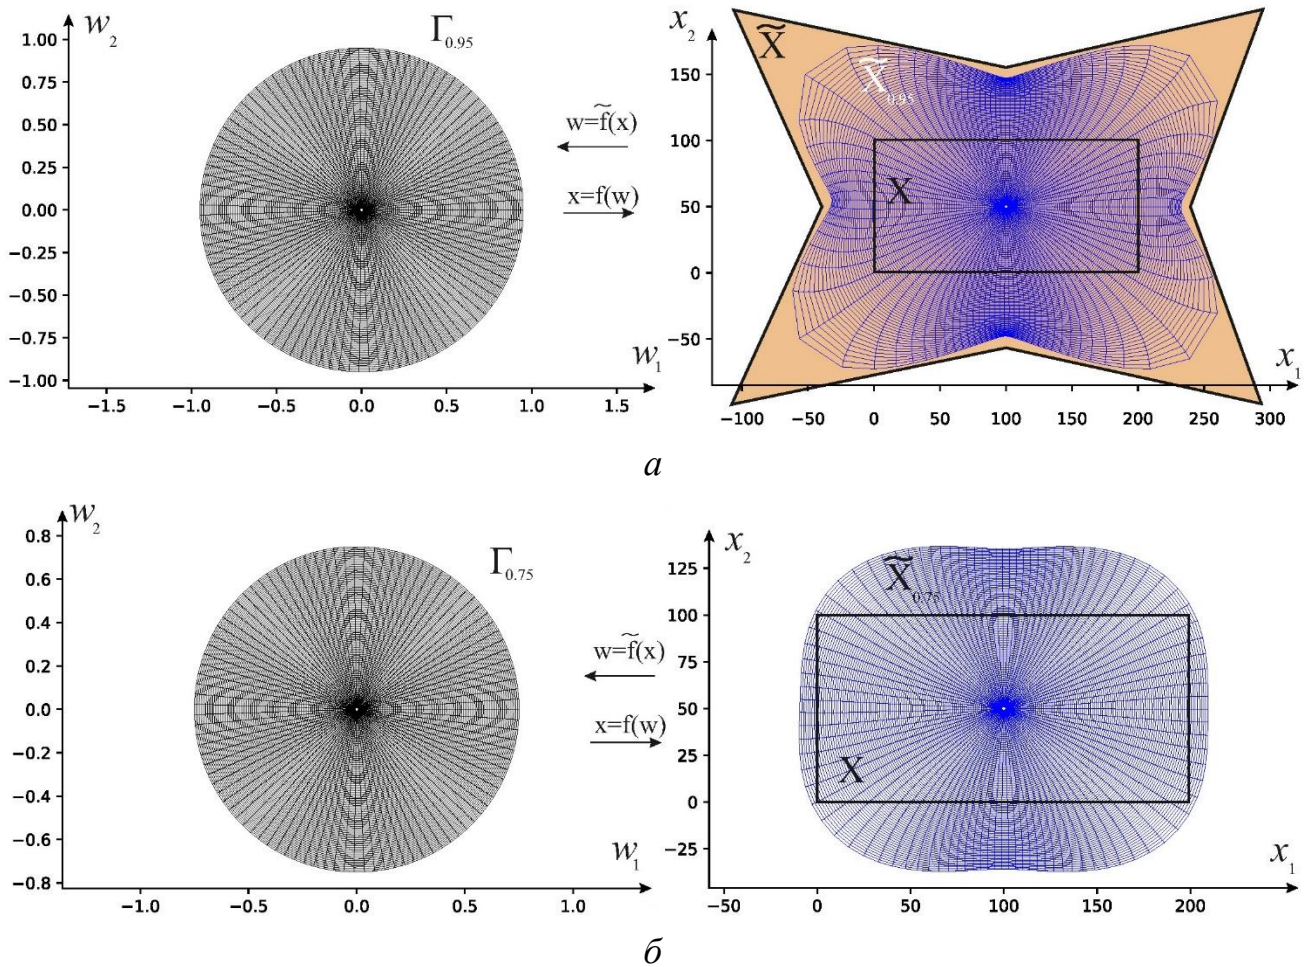 w₂
Γ₀.₉₅
1.00
0.75
0.50
0.25
0.00
−0.25
−0.50
−0.75
−1.00
w₁
−1.5 −1.0 −0.5 0.0 0.5 1.0 1.5
w=f̃(x)
x=f(w)
x₂
X̃
X̃₀.₉₅
150
100
X
50
0
−50
x₁
−100 −50 0 50 100 150 200 250 300
а
w₂
Γ₀.₇₅
0.8
0.6
0.4
0.2
0.0
−0.2
−0.4
−0.6
−0.8
w₁
−1.0 −0.5 0.0 0.5 1.0
w=f̃(x)
x=f(w)
x₂
X̃₀.₇₅
125
100
75
50
25
X
0
−25
x₁
−50 0 50 100 150 200
б